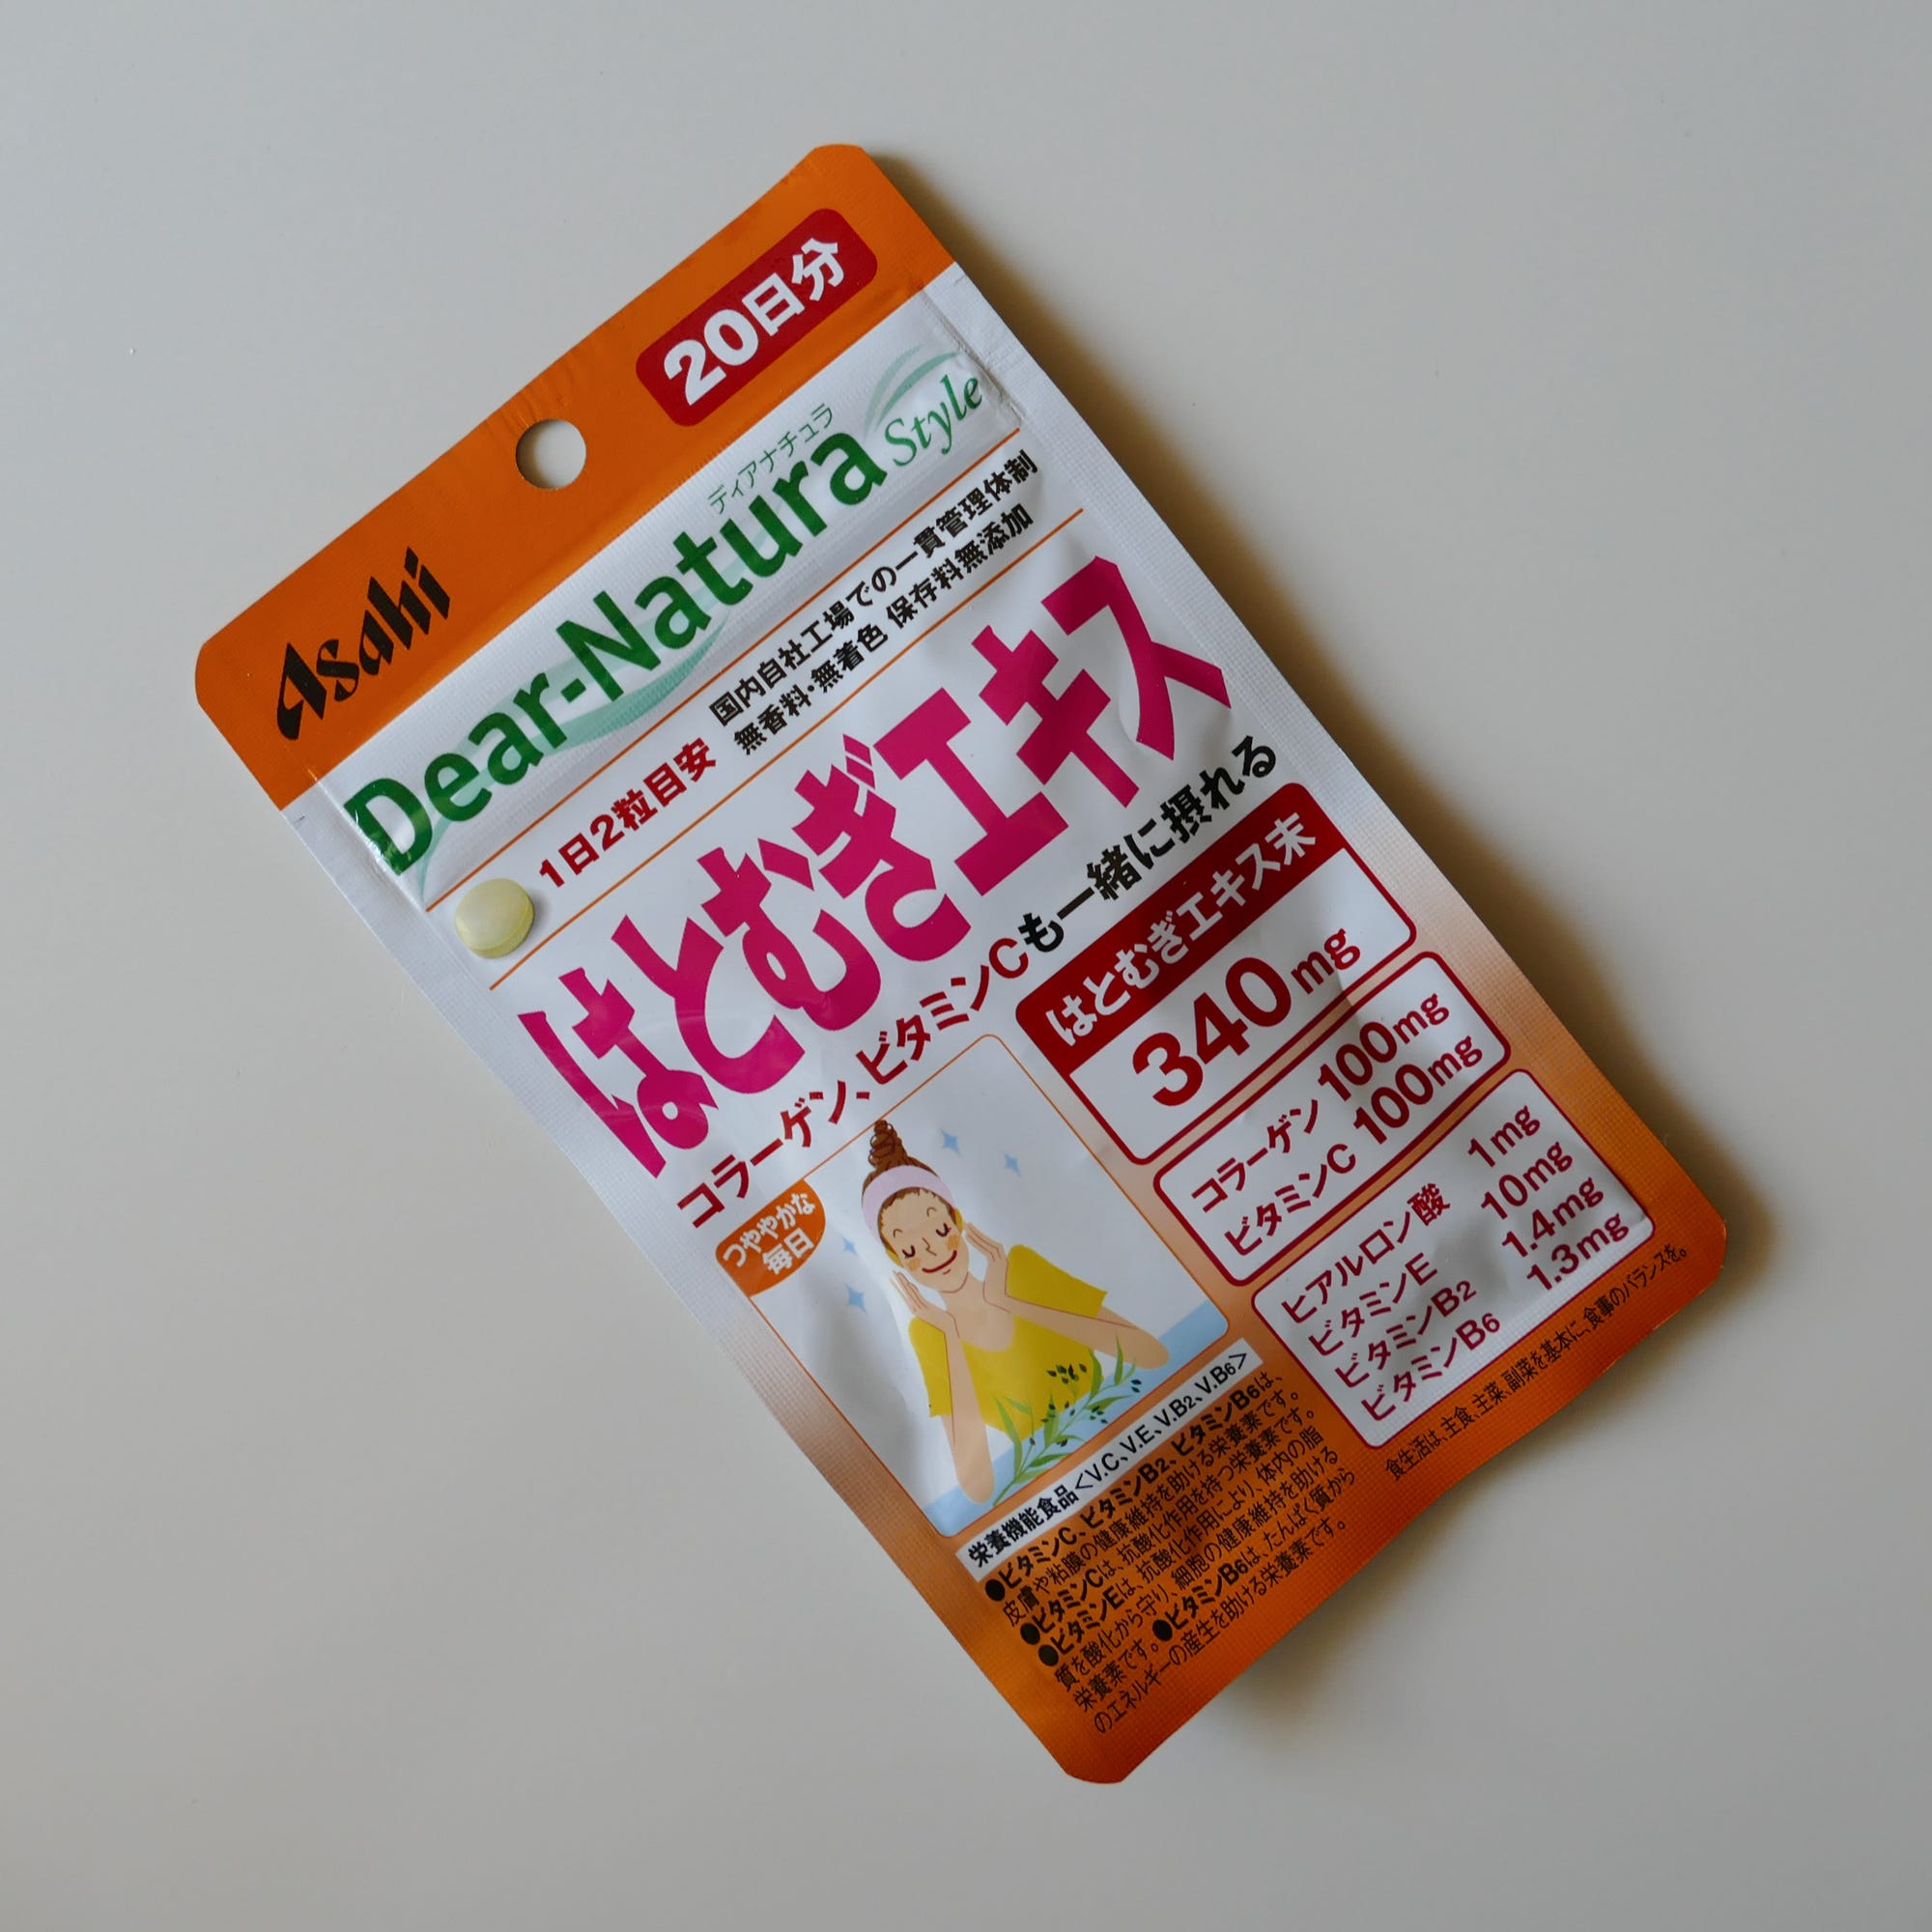 20日分
Asahi
ディアナチュラ
Dear-Natura Style
1日2粒目安
国内自社工場での一貫管理体制
無香料・無着色 保存料無添加
はとむぎエキス
コラーゲン、ビタミンCも一緒に摂れる
はとむぎエキス末
340mg
コラーゲン 100mg
ビタミンC 100mg
ヒアルロン酸 1mg
ビタミンE 10mg
ビタミンB2 1.4mg
ビタミンB6 1.3mg
つややかな
毎日
栄養機能食品<V.C、V.E、V.B2、V.B6>
●ビタミンC、ビタミンB2、ビタミンB6は、
皮膚や粘膜の健康維持を助ける栄養素です。
●ビタミンCは、抗酸化作用を持つ栄養素です。
●ビタミンEは、抗酸化作用により、体内の脂
質を酸化から守り、細胞の健康維持を助ける
栄養素です。●ビタミンB6は、たんぱく質から
のエネルギーの産生を助ける栄養素です。
食生活は、主食、主菜、副菜を基本に、食事のバランスを。